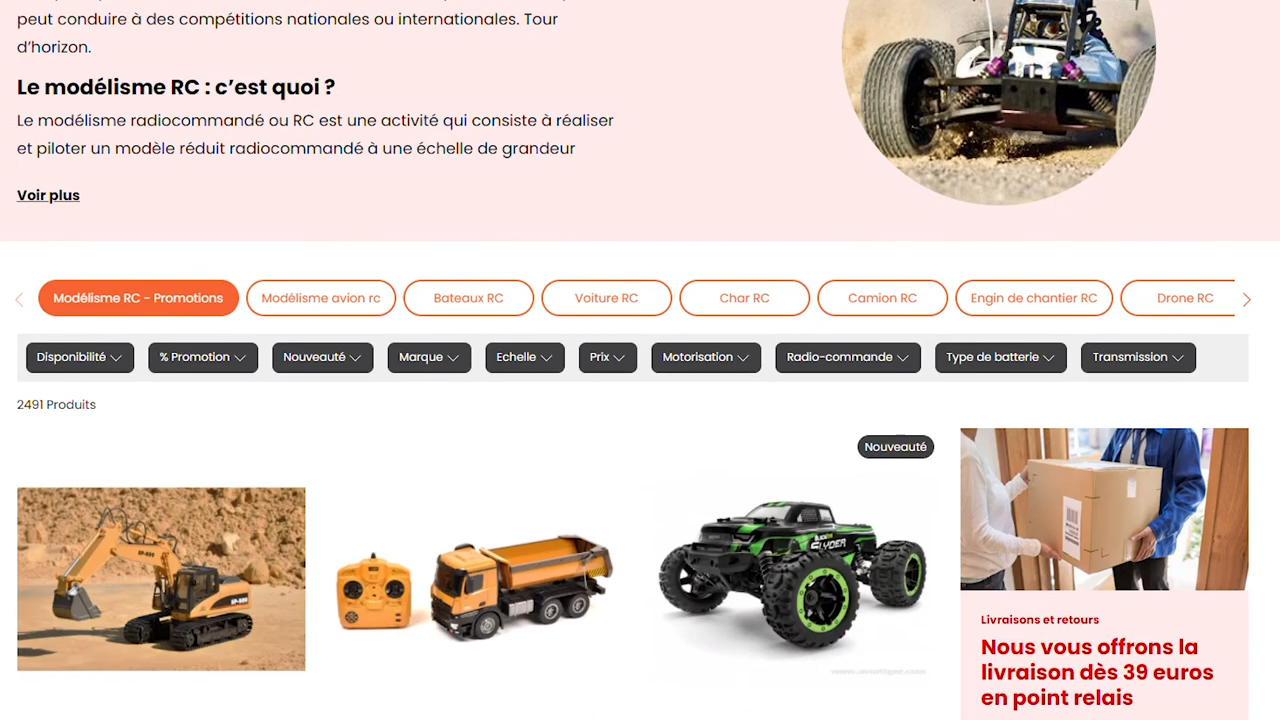 peut conduire à des compétitions nationales ou internationales. Tour
d’horizon.
Le modélisme RC : c’est quoi ?
Le modélisme radiocommandé ou RC est une activité qui consiste à réaliser
et piloter un modèle réduit radiocommandé à une échelle de grandeur
Voir plus
Modélisme RC - Promotions
Modélisme avion rc
Bateaux RC
Voiture RC
Char RC
Camion RC
Engin de chantier RC
Drone RC
Disponibilité
% Promotion
Nouveauté
Marque
Echelle
Prix
Motorisation
Radio-commande
Type de batterie
Transmission
2491 Produits
Nouveauté
SLYDER
Livraisons et retours
Nous vous offrons la
livraison dès 39 euros
en point relais